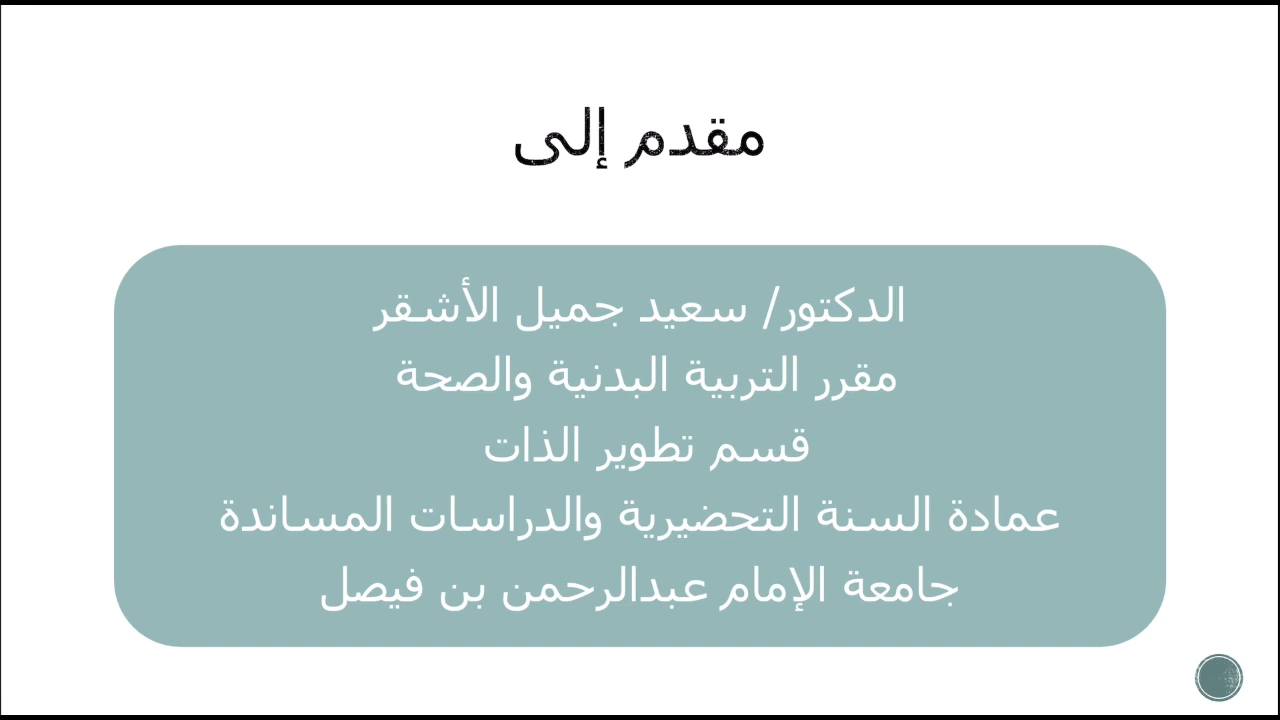 مقدم إلى
الدكتور/ سعيد جميل الأشقر
مقرر التربية البدنية والصحة
قسم تطوير الذات
عمادة السنة التحضيرية والدراسات المساندة
جامعة الإمام عبدالرحمن بن فيصل